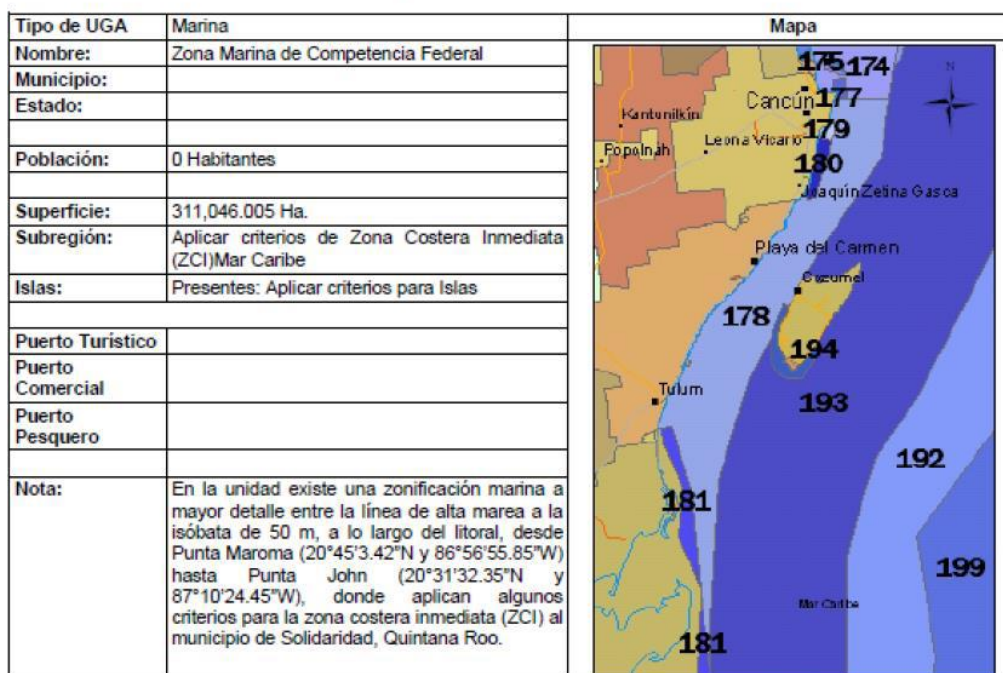 Tipo de UGA Marina
Mapa
Nombre: Zona Marina de Competencia Federal
Municipio:
Estado:
Población: 0 Habitantes
Superficie: 311,046.005 Ha.
Subregión: Aplicar criterios de Zona Costera Inmediata
(ZCI)Mar Caribe
Islas: Presentes: Aplicar criterios para Islas
Puerto Turístico
Puerto
Comercial
Puerto
Pesquero
Nota: En la unidad existe una zonificación marina a
mayor detalle entre la línea de alta marea a la
isóbata de 50 m, a lo largo del litoral, desde
Punta Maroma (20°45'3.42"N y 86°56'55.85"W)
hasta Punta John (20°31'32.35"N y
87°10'24.45"W), donde aplican algunos
criterios para la zona costera inmediata (ZCI) al
municipio de Solidaridad, Quintana Roo.
175 174
N
Cancún 177
Kantunilkín
179
Leona Vicario
Popolnáh
180
Joaquín Zetina Gasca
Playa del Carmen
Cozumel
178
194
Tulum
193
192
181
199
Mar Caribe
181